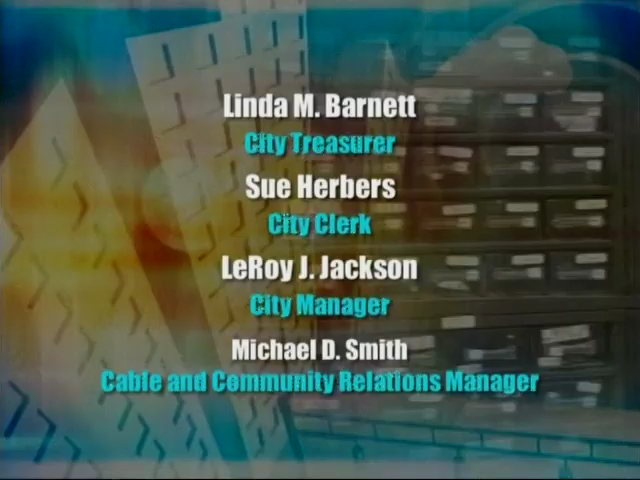 Linda M. Barnett
City Treasurer
Sue Herbers
City Clerk
LeRoy J. Jackson
City Manager
Michael D. Smith
Cable and Community Relations Manager